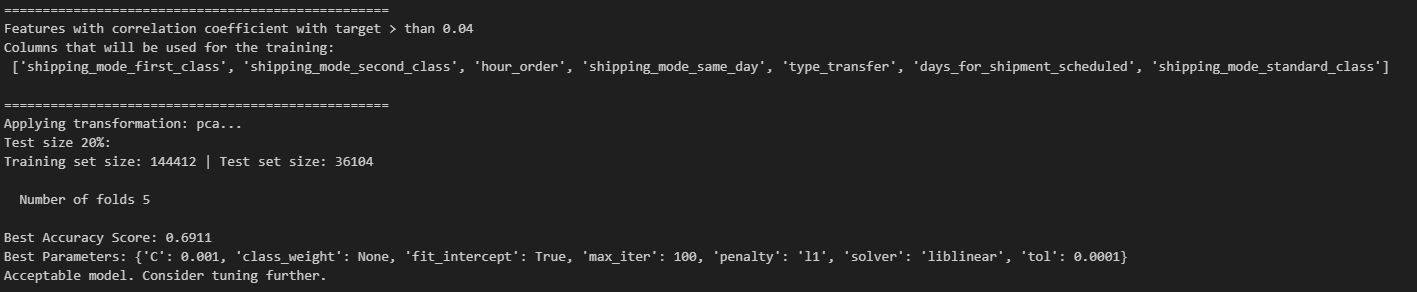 ==================================================
Features with correlation coefficient with target > than 0.04
Columns that will be used for the training:
 ['shipping_mode_first_class', 'shipping_mode_second_class', 'hour_order', 'shipping_mode_same_day', 'type_transfer', 'days_for_shipment_scheduled', 'shipping_mode_standard_class']
==================================================
Applying transformation: pca...
Test size 20%:
Training set size: 144412 | Test set size: 36104
  Number of folds 5
Best Accuracy Score: 0.6911
Best Parameters: {'C': 0.001, 'class_weight': None, 'fit_intercept': True, 'max_iter': 100, 'penalty': 'l1', 'solver': 'liblinear', 'tol': 0.0001}
Acceptable model. Consider tuning further.